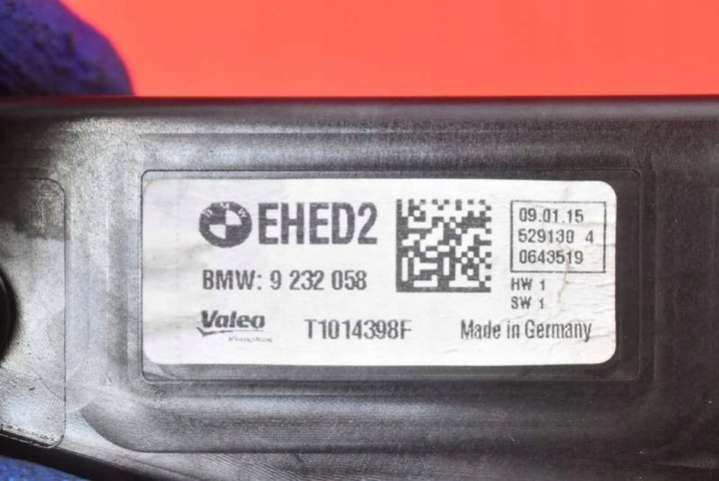 EHED2
BMW: 9 232 058
Valeo
T1014398F
09.01.15
529130 4
0643519
HW 1
SW 1
Made in Germany